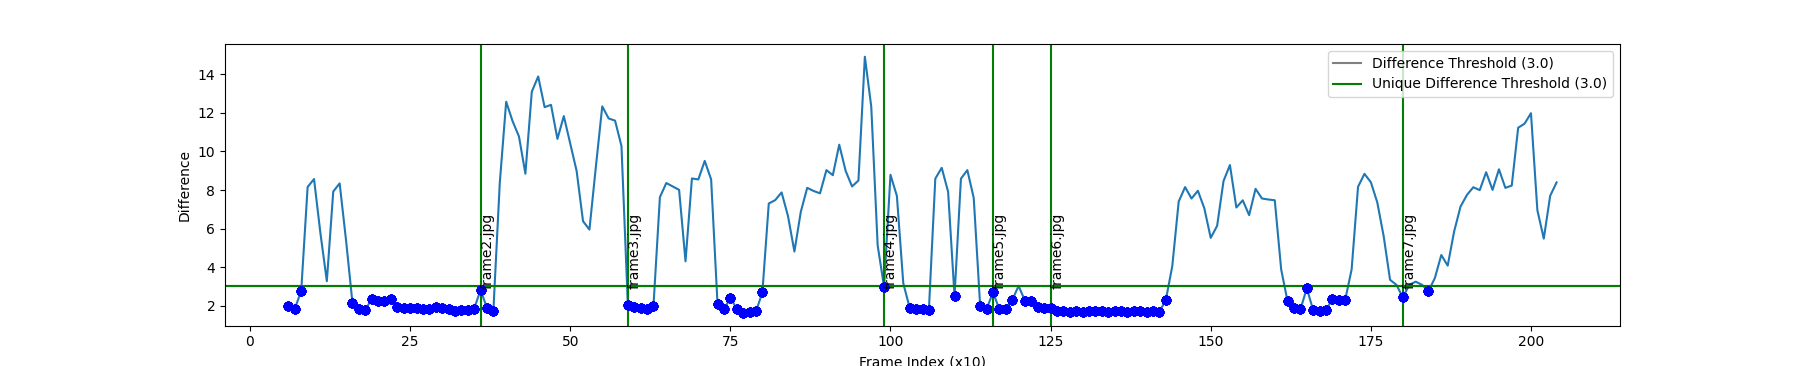 Difference Threshold (3.0)
Unique Difference Threshold (3.0)
14
12
10
8
6
4
2
Difference
frame2.jpg
frame3.jpg
frame4.jpg
frame5.jpg
frame6.jpg
frame7.jpg
0
25
50
75
100
125
150
175
200
Frame Index (x10)